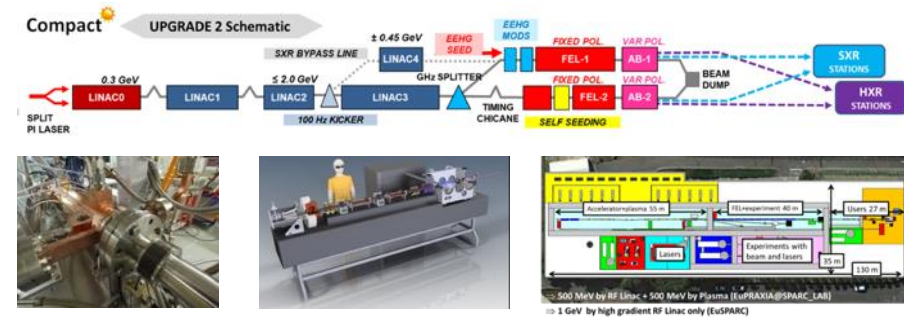 Compact
UPGRADE 2 Schematic
EEHG
MODS
± 0.45 GeV
EEHG
SEED
FIXED POL.
VAR POL.
SXR BYPASS LINE
LINAC4
FEL-1
AB-1
SXR
STATIONS
0.3 GeV
≤ 2.0 GeV
GHz SPLITTER
BEAM
DUMP
LINAC0
LINAC1
LINAC2
LINAC3
FIXED POL.
VAR POL.
FEL-2
AB-2
HXR
STATIONS
SPLIT
PI LASER
100 Hz KICKER
TIMING
CHICANE
SELF SEEDING
Accelerator+plasma 55 m
FEL+experiment 40 m
Users 27 m
Lasers
Experiments with
beam and lasers
35 m
130 m
⇒ 500 MeV by RF Linac + 500 MeV by Plasma (EuPRAXIA@SPARC_LAB)
⇒ 1 GeV by high gradient RF Linac only (EuSPARC)